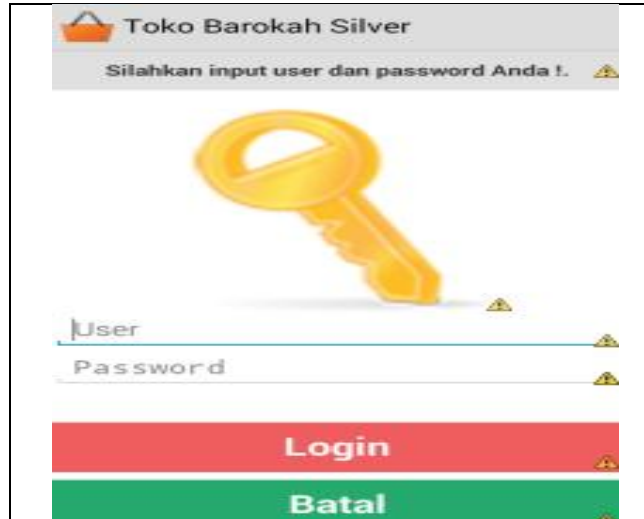 Toko Barokah Silver
Silahkan input user dan password Anda !.
User
Password
Login
Batal